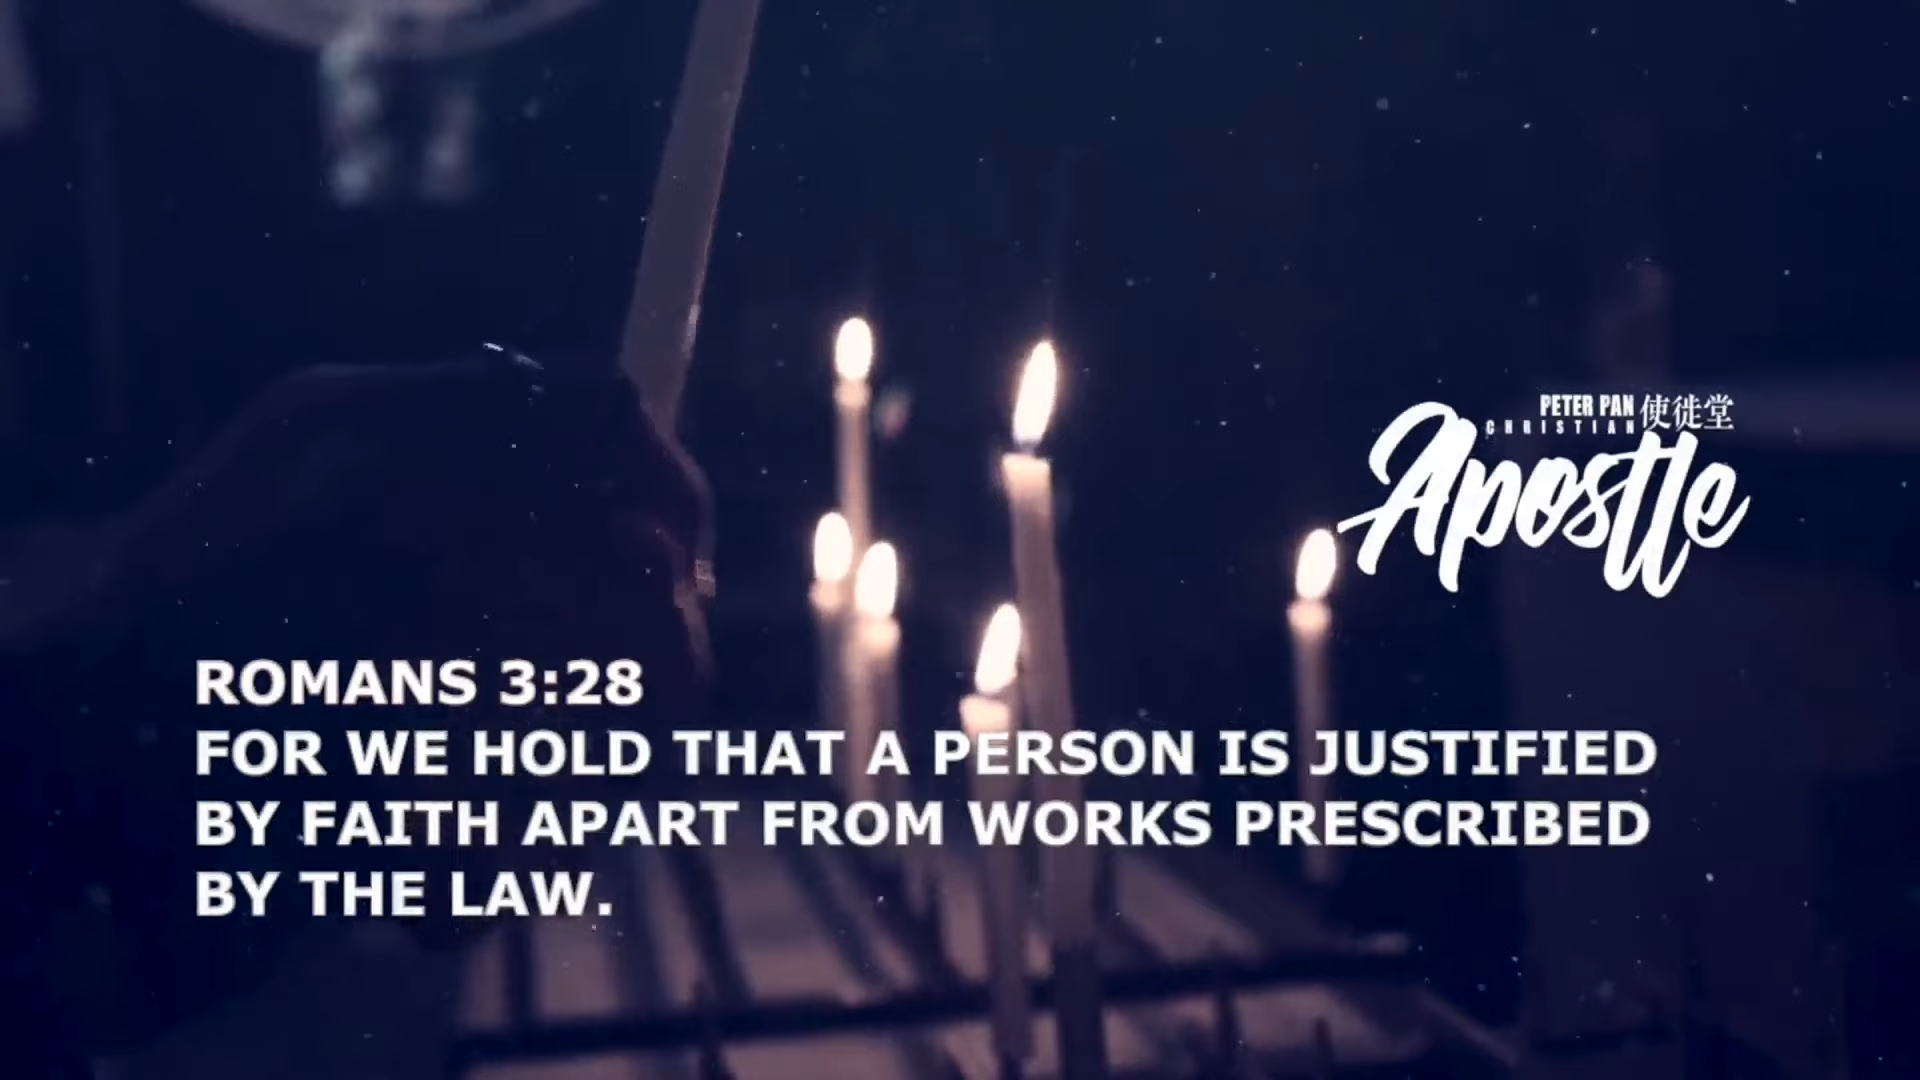 PETER PAN 使徒堂
CHRISTIAN
Apostle
ROMANS 3:28
FOR WE HOLD THAT A PERSON IS JUSTIFIED
BY FAITH APART FROM WORKS PRESCRIBED
BY THE LAW.